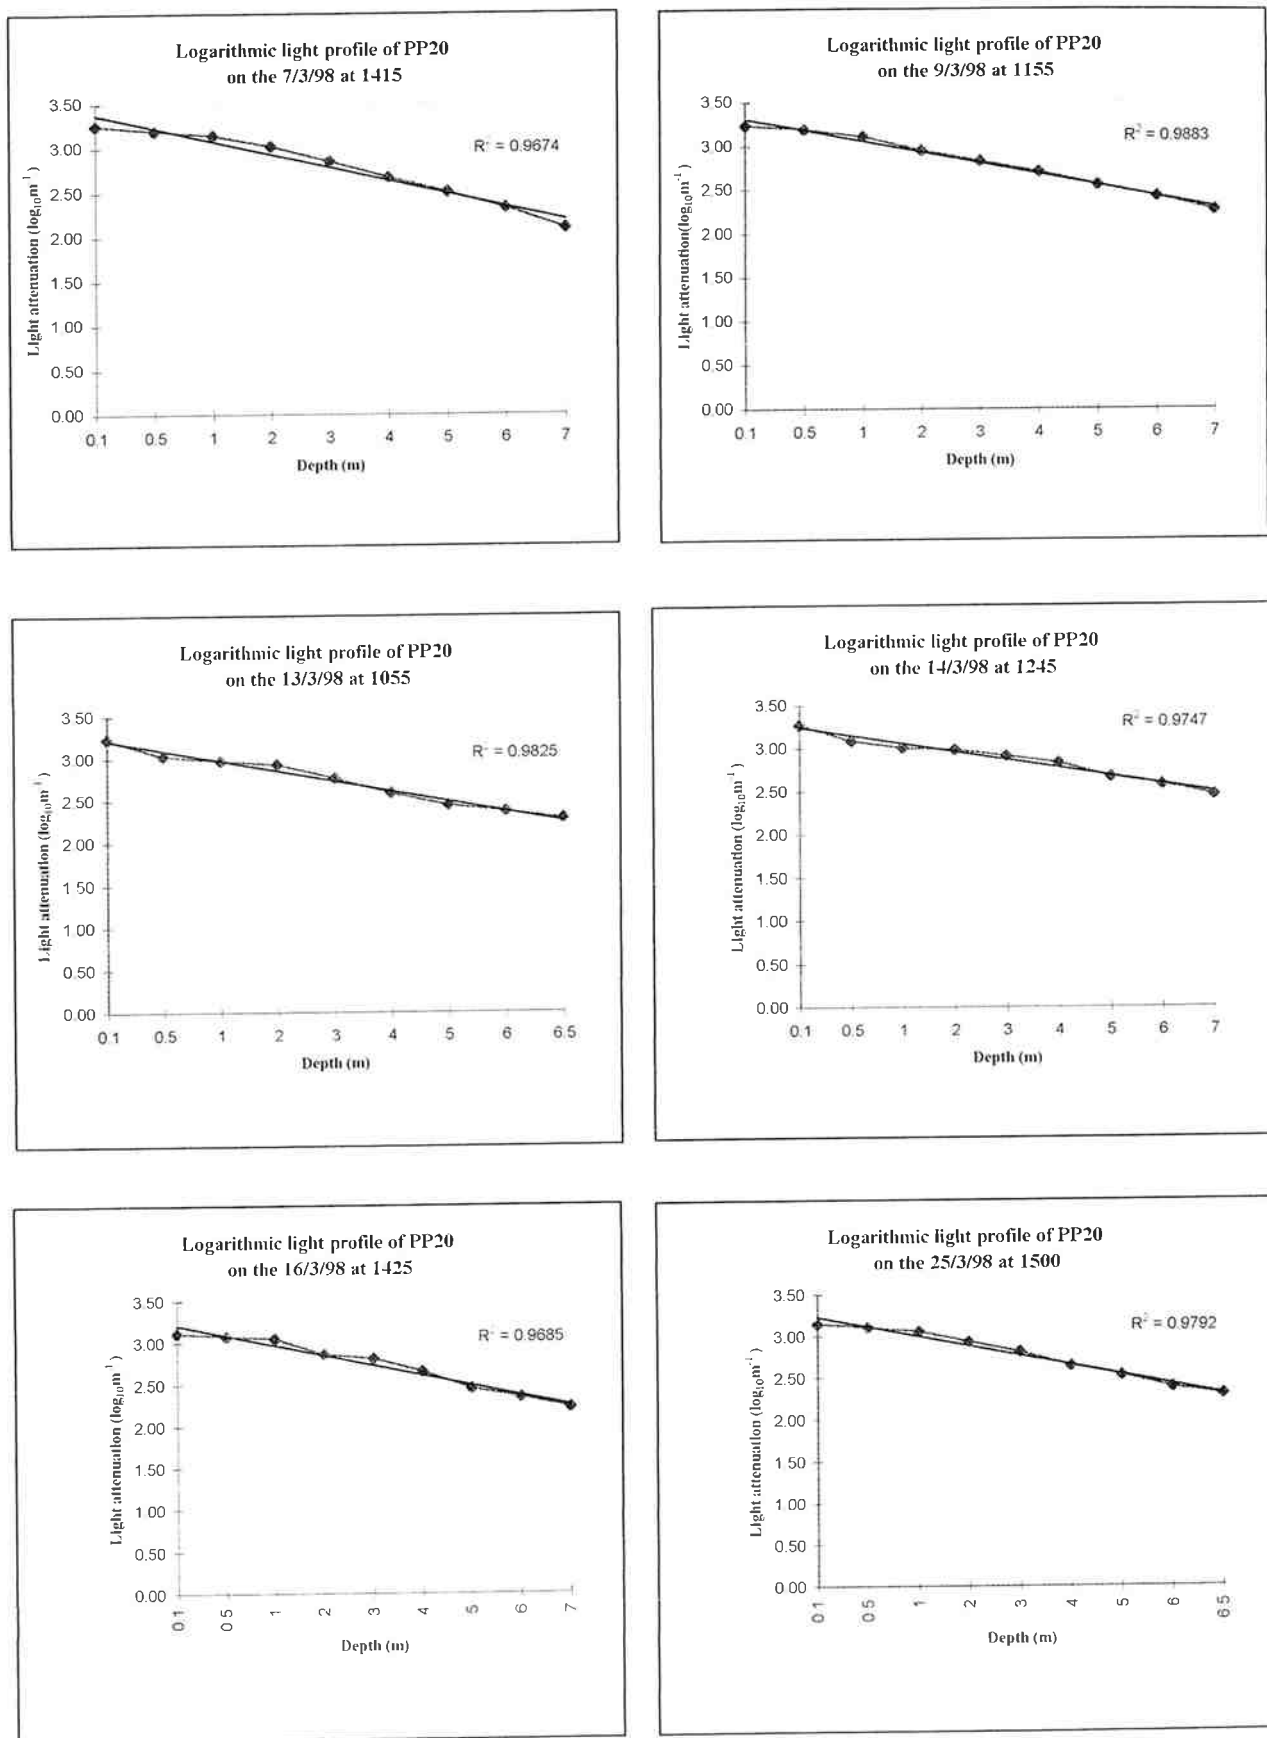 Logarithmic light profile of PP20
on the 7/3/98 at 1415
3.50
3.00
2.50
2.00
1.50
1.00
0.50
0.00
R² = 0.9674
Light attenuation (log₁₀m⁻¹)
0.1 0.5 1 2 3 4 5 6 7
Depth (m)
Logarithmic light profile of PP20
on the 9/3/98 at 1155
3.50
3.00
2.50
2.00
1.50
1.00
0.50
0.00
R² = 0.9883
Light attenuation(log₁₀m⁻¹)
0.1 0.5 1 2 3 4 5 6 7
Depth (m)
Logarithmic light profile of PP20
on the 13/3/98 at 1055
3.50
3.00
2.50
2.00
1 50
1.00
0.50
0.00
R² = 0.9825
Light attenuation (log₁₀m⁻¹)
0.1 0.5 1 2 3 4 5 6 6.5
Depth (m)
Logarithmic light profile of PP20
on the 14/3/98 at 1245
3.50
3.00
2.50
2.00
1.50
1.00
0.50
0.00
R² = 0.9747
Light attenuation (log₁₀m⁻¹)
0.1 0.5 1 2 3 4 5 6 7
Depth (m)
Logarithmic light profile of PP20
on the 16/3/98 at 1425
3.50
3.00
2.50
2.00
1.50
1 00
0.50
0.00
R² = 0.9685
Light attenuation (log₁₀m⁻¹)
0.1 0.5 1 2 3 4 5 6 7
Depth (m)
Logarithmic light profile of PP20
on the 25/3/98 at 1500
3.50
3.00
2.50
2.00
1.50
1 00
0.50
0 00
R² = 0.9792
Light attenuation (log₁₀m⁻¹)
0.1 0.5 1 2 3 4 5 6 6.5
Depth (m)